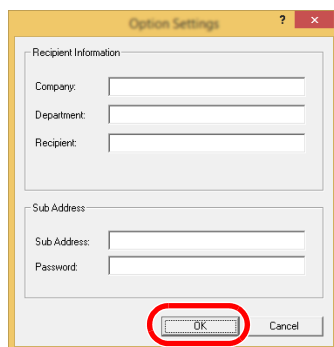 Option Settings
?
×
Recipient Information
Company:
Department:
Recipient:
Sub Address
Sub Address:
Password:
OK
Cancel